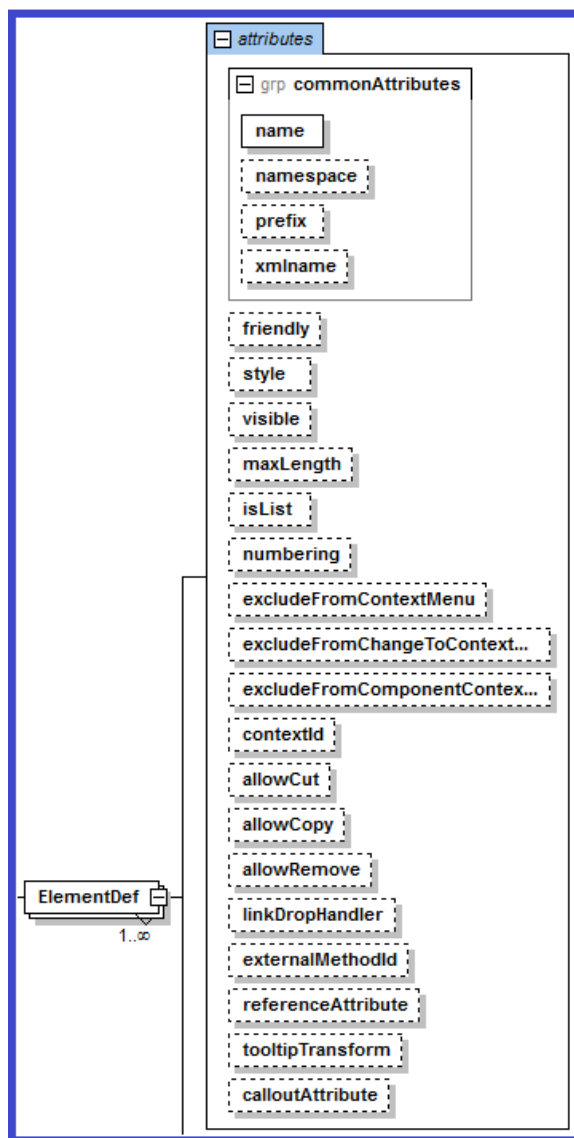 attributes
grp commonAttributes
name
namespace
prefix
xmlname
friendly
style
visible
maxLength
isList
numbering
excludeFromContextMenu
excludeFromChangeToContext...
excludeFromComponentContex...
contextId
allowCut
allowCopy
allowRemove
ElementDef
1..∞
linkDropHandler
externalMethodId
referenceAttribute
tooltipTransform
calloutAttribute